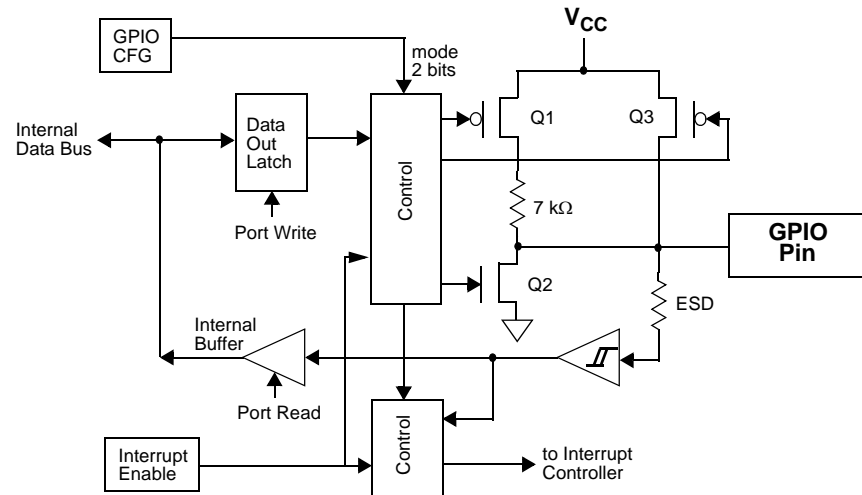 GPIO
CFG
mode
2 bits
VCC
Internal
Data Bus
Data
Out
Latch
Control
Q1
Q3
7 kΩ
Port Write
GPIO
Pin
Q2
ESD
Internal
Buffer
Port Read
Interrupt
Enable
Control
to Interrupt
Controller